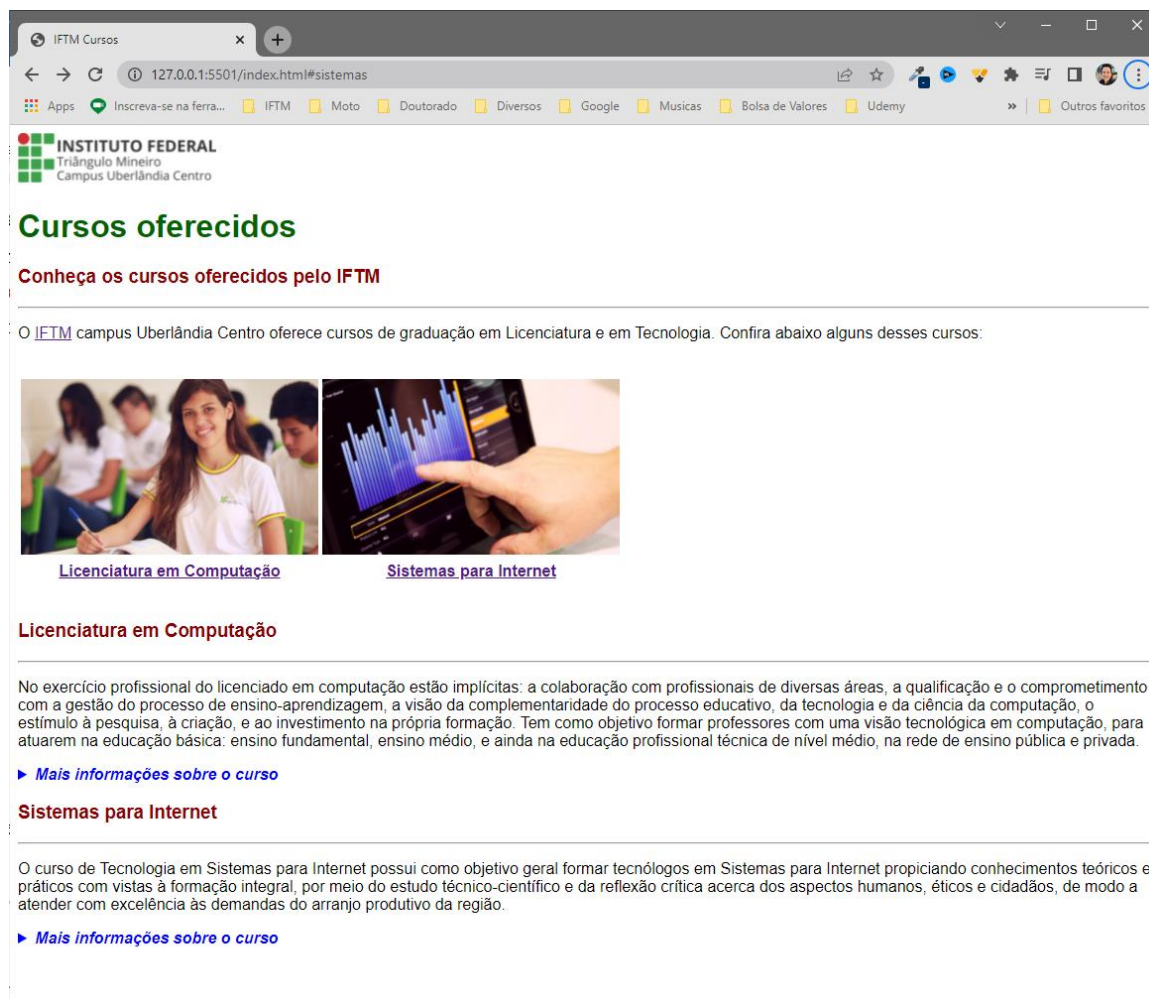 IFTM Cursos
127.0.0.1:5501/index.html#sistemas
Apps Inscreva-se na ferra... IFTM Moto Doutorado Diversos Google Musicas Bolsa de Valores Udemy » Outros favoritos
INSTITUTO FEDERAL
Triângulo Mineiro
Campus Uberlândia Centro
Cursos oferecidos
Conheça os cursos oferecidos pelo IFTM
O IFTM campus Uberlândia Centro oferece cursos de graduação em Licenciatura e em Tecnologia. Confira abaixo alguns desses cursos:
Licenciatura em Computação Sistemas para Internet
Licenciatura em Computação
No exercício profissional do licenciado em computação estão implícitas: a colaboração com profissionais de diversas áreas, a qualificação e o comprometimento
com a gestão do processo de ensino-aprendizagem, a visão da complementaridade do processo educativo, da tecnologia e da ciência da computação, o
estímulo à pesquisa, à criação, e ao investimento na própria formação. Tem como objetivo formar professores com uma visão tecnológica em computação, para
atuarem na educação básica: ensino fundamental, ensino médio, e ainda na educação profissional técnica de nível médio, na rede de ensino pública e privada.
Mais informações sobre o curso
Sistemas para Internet
O curso de Tecnologia em Sistemas para Internet possui como objetivo geral formar tecnólogos em Sistemas para Internet propiciando conhecimentos teóricos e
práticos com vistas à formação integral, por meio do estudo técnico-científico e da reflexão crítica acerca dos aspectos humanos, éticos e cidadãos, de modo a
atender com excelência às demandas do arranjo produtivo da região.
Mais informações sobre o curso